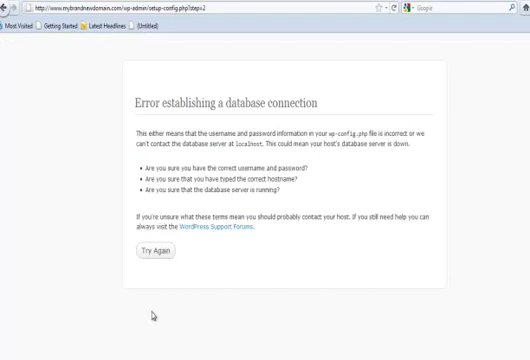 http://www.mybrandnewdomain.com/wp-admin/setup-config.php?step=2
Google
Most Visited Getting Started Latest Headlines (Untitled)
Error establishing a database connection
This either means that the username and password information in your wp-config.php file is incorrect or we
can't contact the database server at localhost. This could mean your host's database server is down.
• Are you sure you have the correct username and password?
• Are you sure that you have typed the correct hostname?
• Are you sure that the database server is running?
If you're unsure what these terms mean you should probably contact your host. If you still need help you can
always visit the WordPress Support Forums.
Try Again